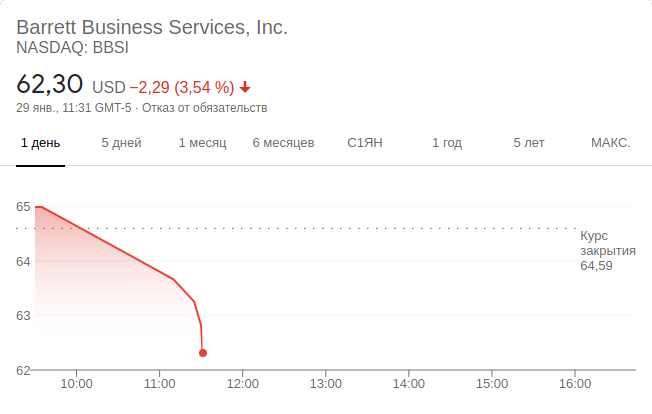 Barrett Business Services, Inc.
NASDAQ: BBSI
62,30 USD −2,29 (3,54 %)
29 янв., 11:31 GMT-5 · Отказ от обязательств
1 день 5 дней 1 месяц 6 месяцев С1ЯН 1 год 5 лет МАКС.
65
Курс
закрытия
64,59
64
63
62
10:00 11:00 12:00 13:00 14:00 15:00 16:00